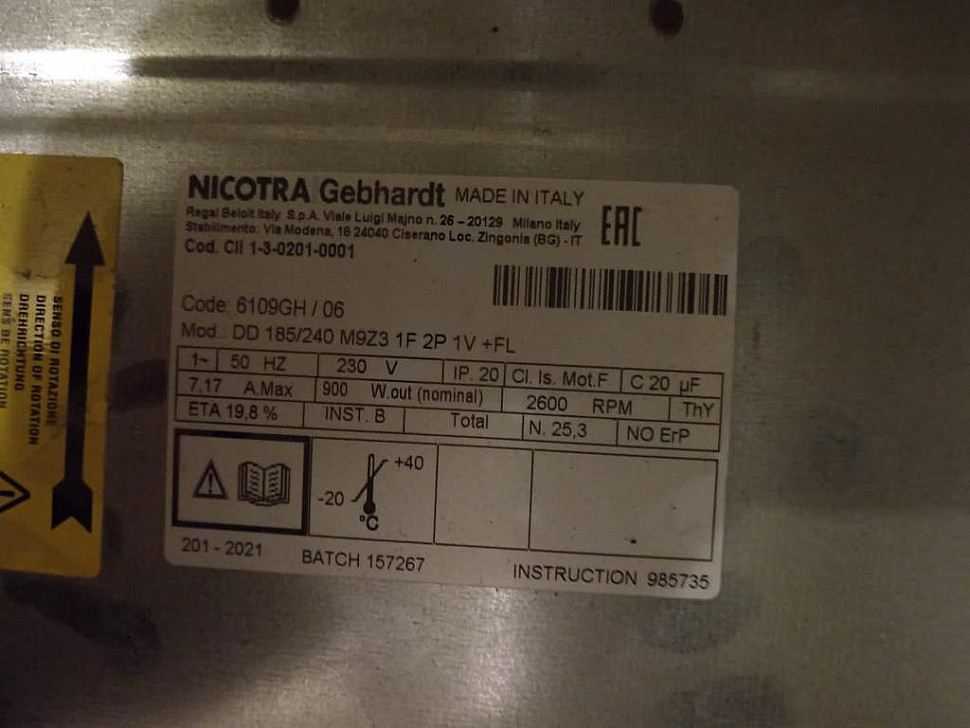 NICOTRA Gebhardt MADE IN ITALY
Regal Beloit Italy S.p.A. Viale Luigi Majno n. 26 – 20129 Milano Italy
Stabilimento: Via Modena, 18 24040 Ciserano Loc. Zingonia (BG) - IT
EAC
Cod. CII 1-3-0201-0001
Code: 6109GH / 06
Mod.: DD 185/240 M9Z3 1F 2P 1V +FL
1~ 50 HZ 230 V IP. 20 Cl. Is. Mot.F C 20 µF
7,17 A.Max 900 W.out (nominal) 2600 RPM ThY
ETA 19,8 % INST. B Total N. 25,3 NO ErP
-20 +40
°C
201 - 2021 BATCH 157267 INSTRUCTION 985735
SENSO DI ROTAZIONE
DIRECTION OF ROTATION
DREHRICHTUNG
SENS DE ROTATION